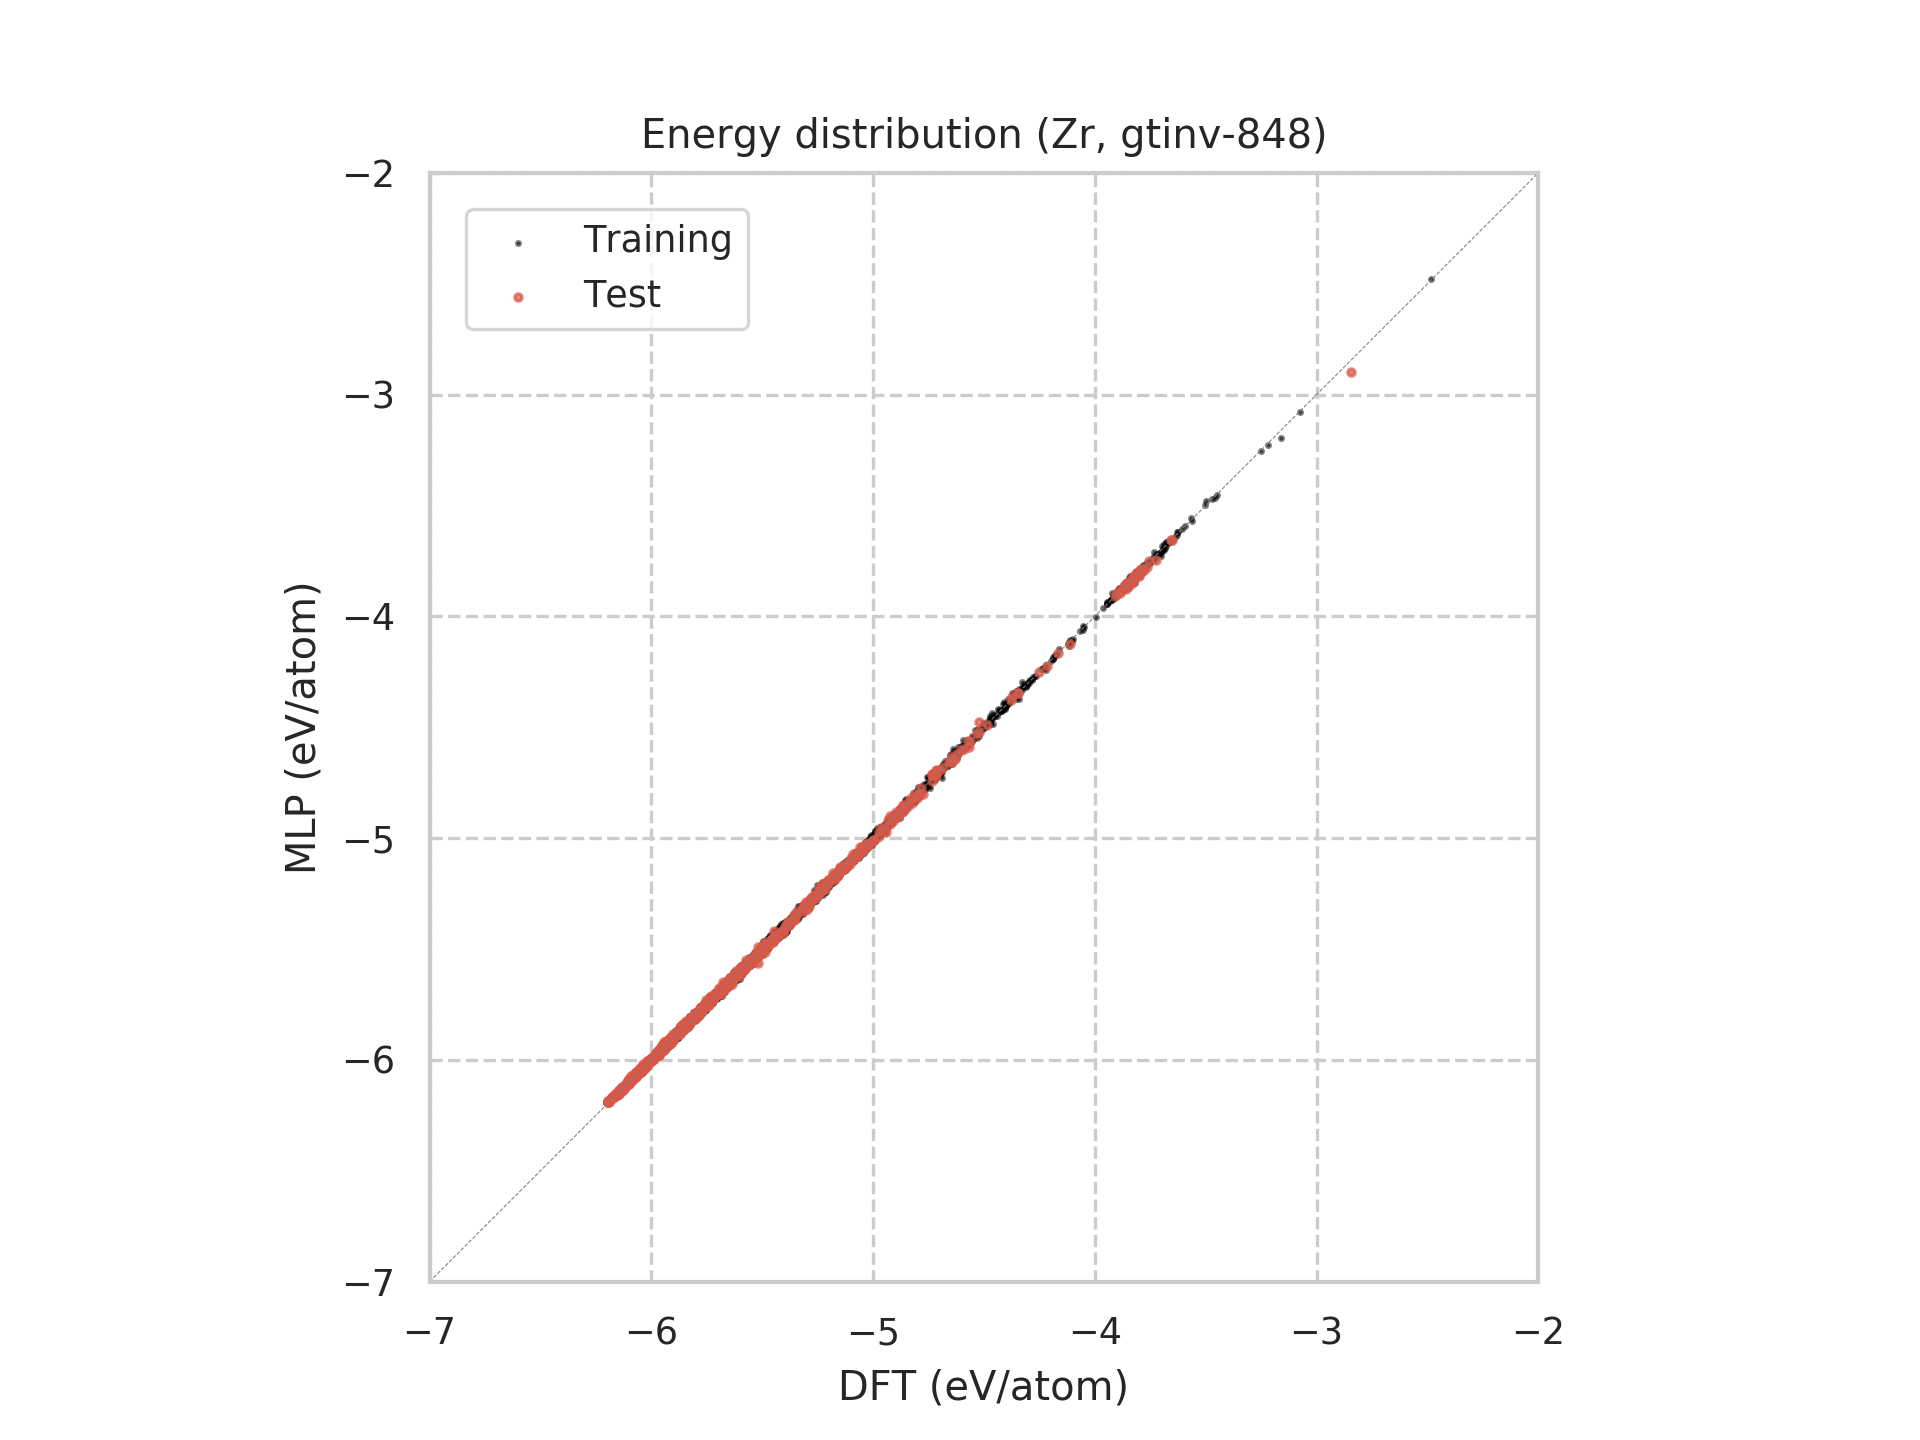 Energy distribution (Zr, gtinv-848)
−2
Training
Test
−3
−4
MLP (eV/atom)
−5
−6
−7
−7 −6 −5 −4 −3 −2
DFT (eV/atom)